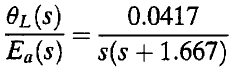 θ_L(s)/E_a(s) = 0.0417/s(s + 1.667)